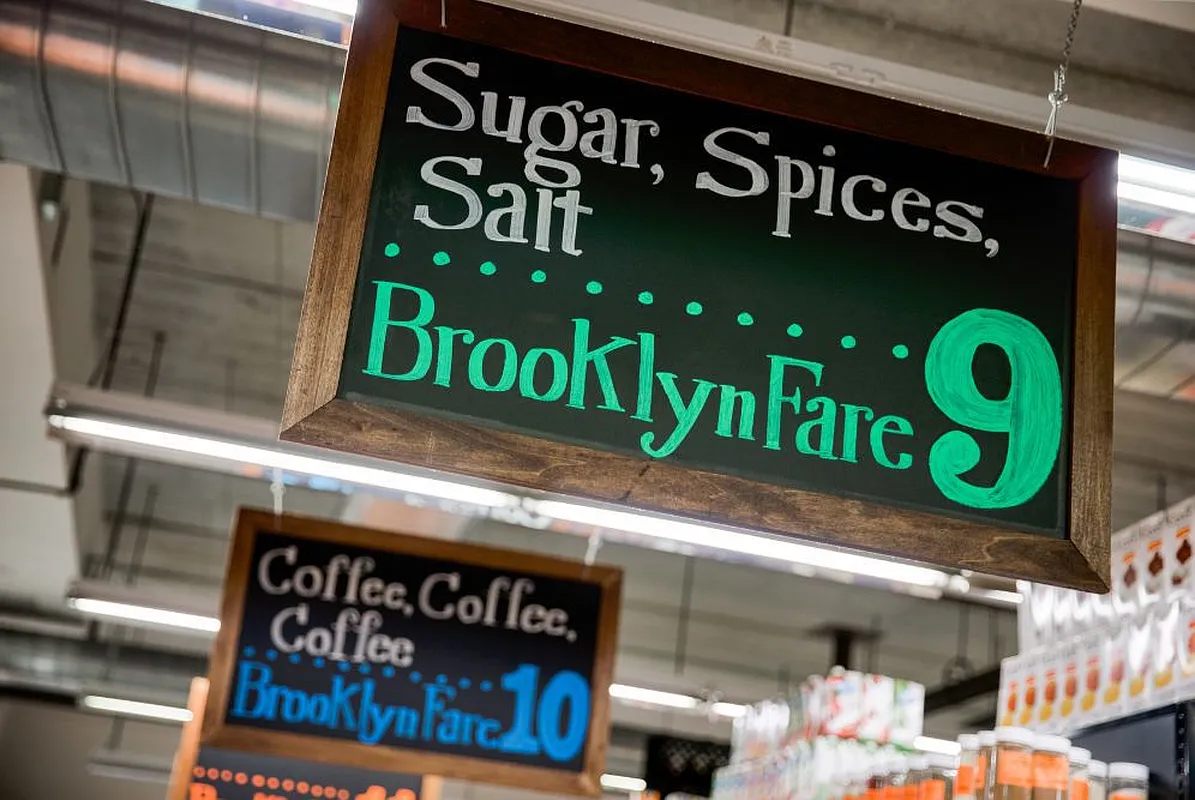 Sugar, Spices,
Salt
BrooklynFare 9
Coffee, Coffee,
Coffee
BrooklynFare 10